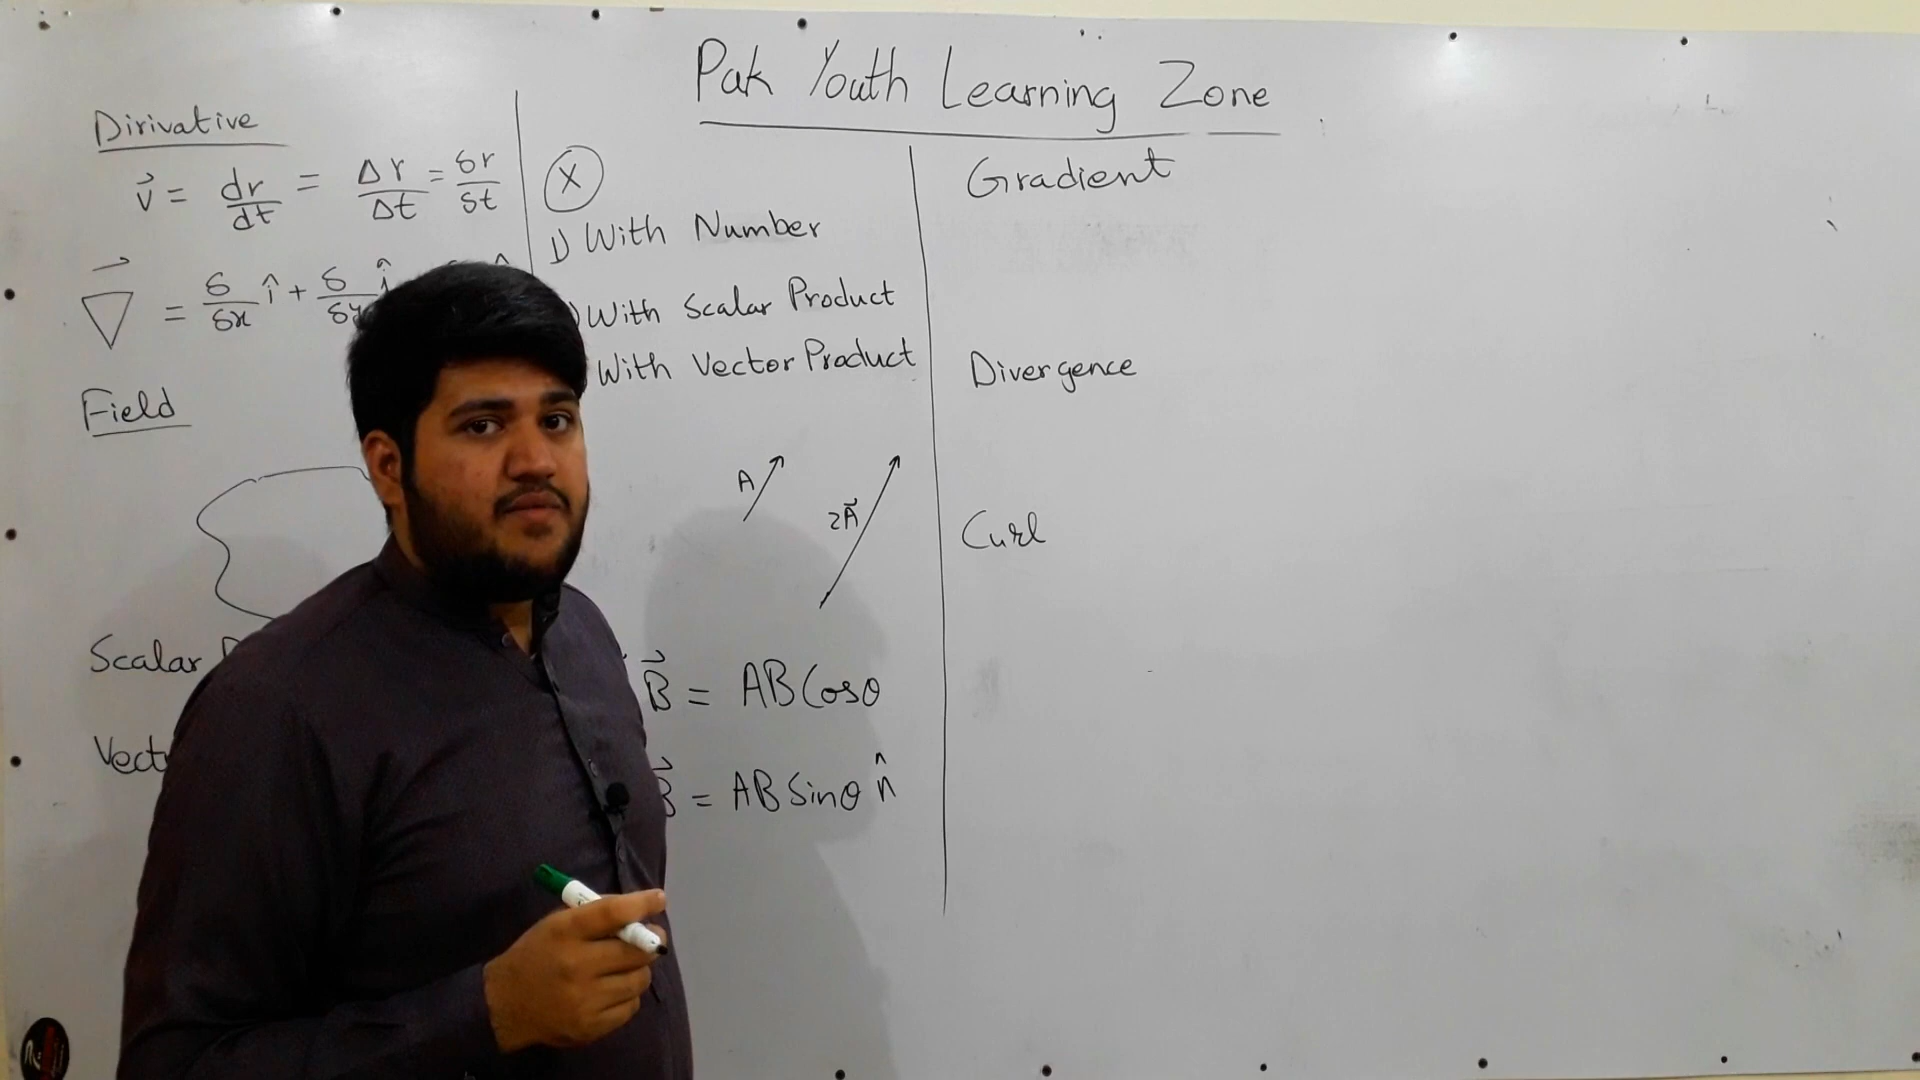 Pak Youth Learning Zone
Dirivative
v⃗ = dr/dt = Δr/Δt = δr/δt
∇⃗ = δ/δx î + δ/δy ĵ
Field
Scalar
X
1) With Number
) With Scalar Product
With Vector Product
A
2A⃗
B⃗ = AB Cosθ
B⃗ = AB Sinθ n̂
Gradient
Divergence
Curl